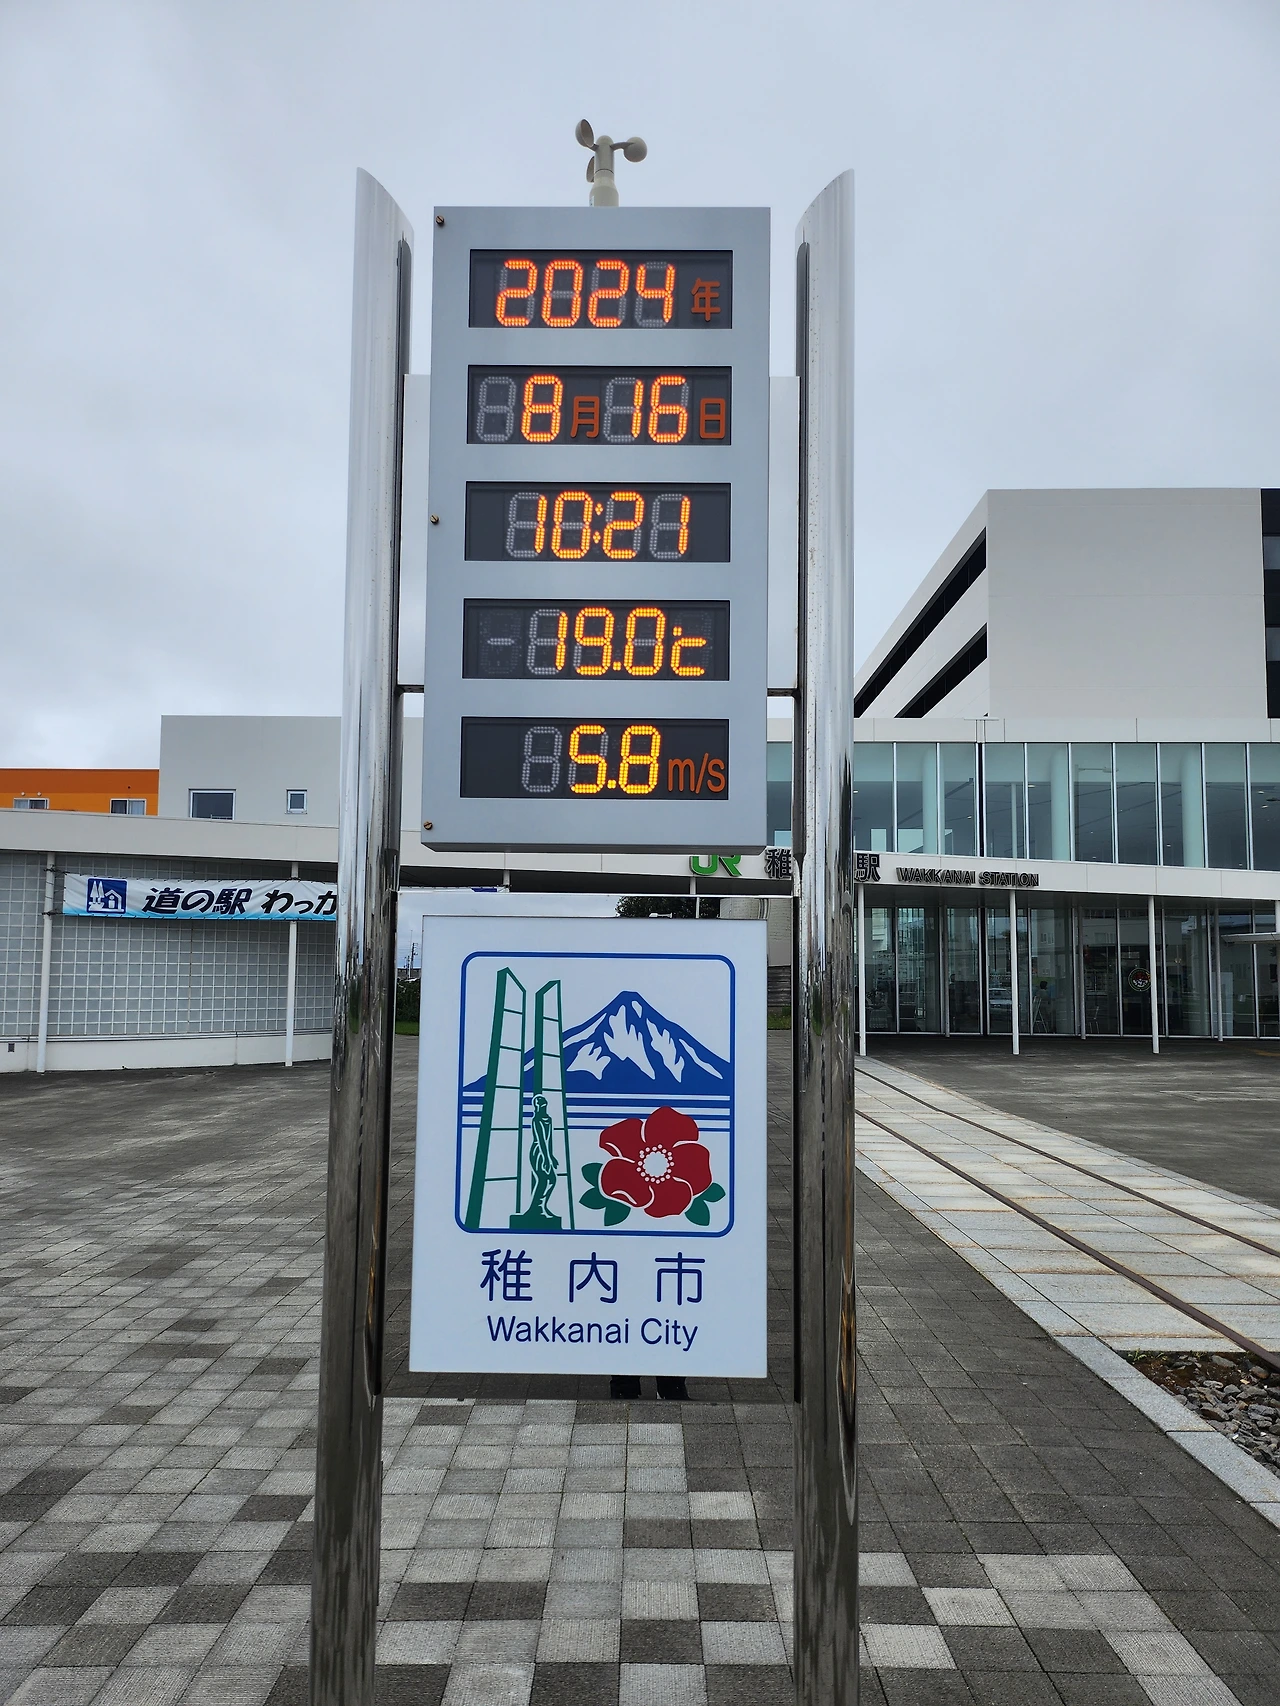 2024年
8月16日
10:21
19.0℃
5.8m/s
JR 稚 駅 WAKKANAI STATION
道の駅 わっか
稚内市
Wakkanai City